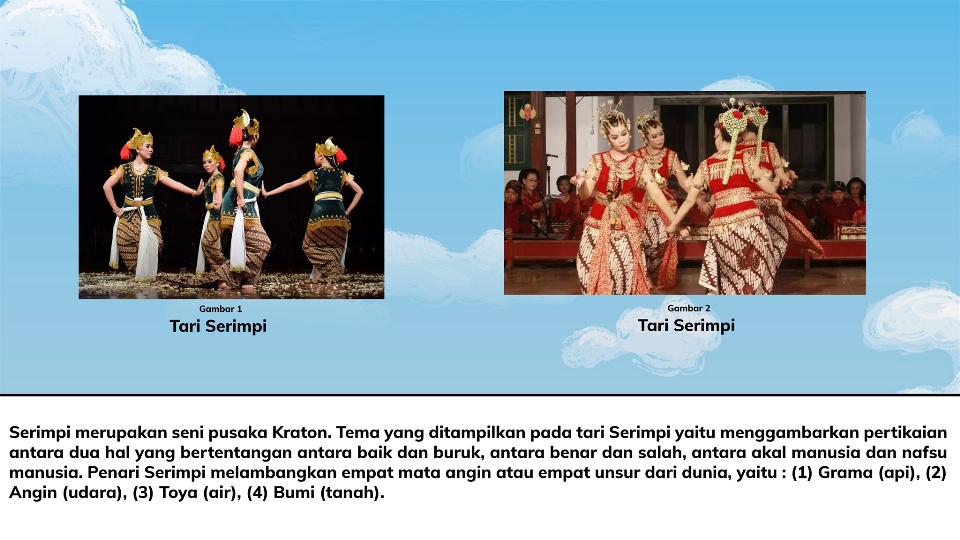 Gambar 1
Tari Serimpi
Gambar 2
Tari Serimpi
Serimpi merupakan seni pusaka Kraton. Tema yang ditampilkan pada tari Serimpi yaitu menggambarkan pertikaian
antara dua hal yang bertentangan antara baik dan buruk, antara benar dan salah, antara akal manusia dan nafsu
manusia. Penari Serimpi melambangkan empat mata angin atau empat unsur dari dunia, yaitu : (1) Grama (api), (2)
Angin (udara), (3) Toya (air), (4) Bumi (tanah).